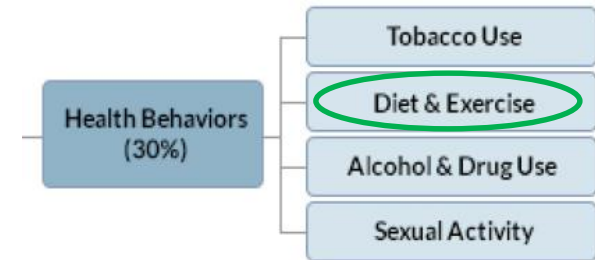 Health Behaviors
(30%)
Tobacco Use
Diet & Exercise
Alcohol & Drug Use
Sexual Activity